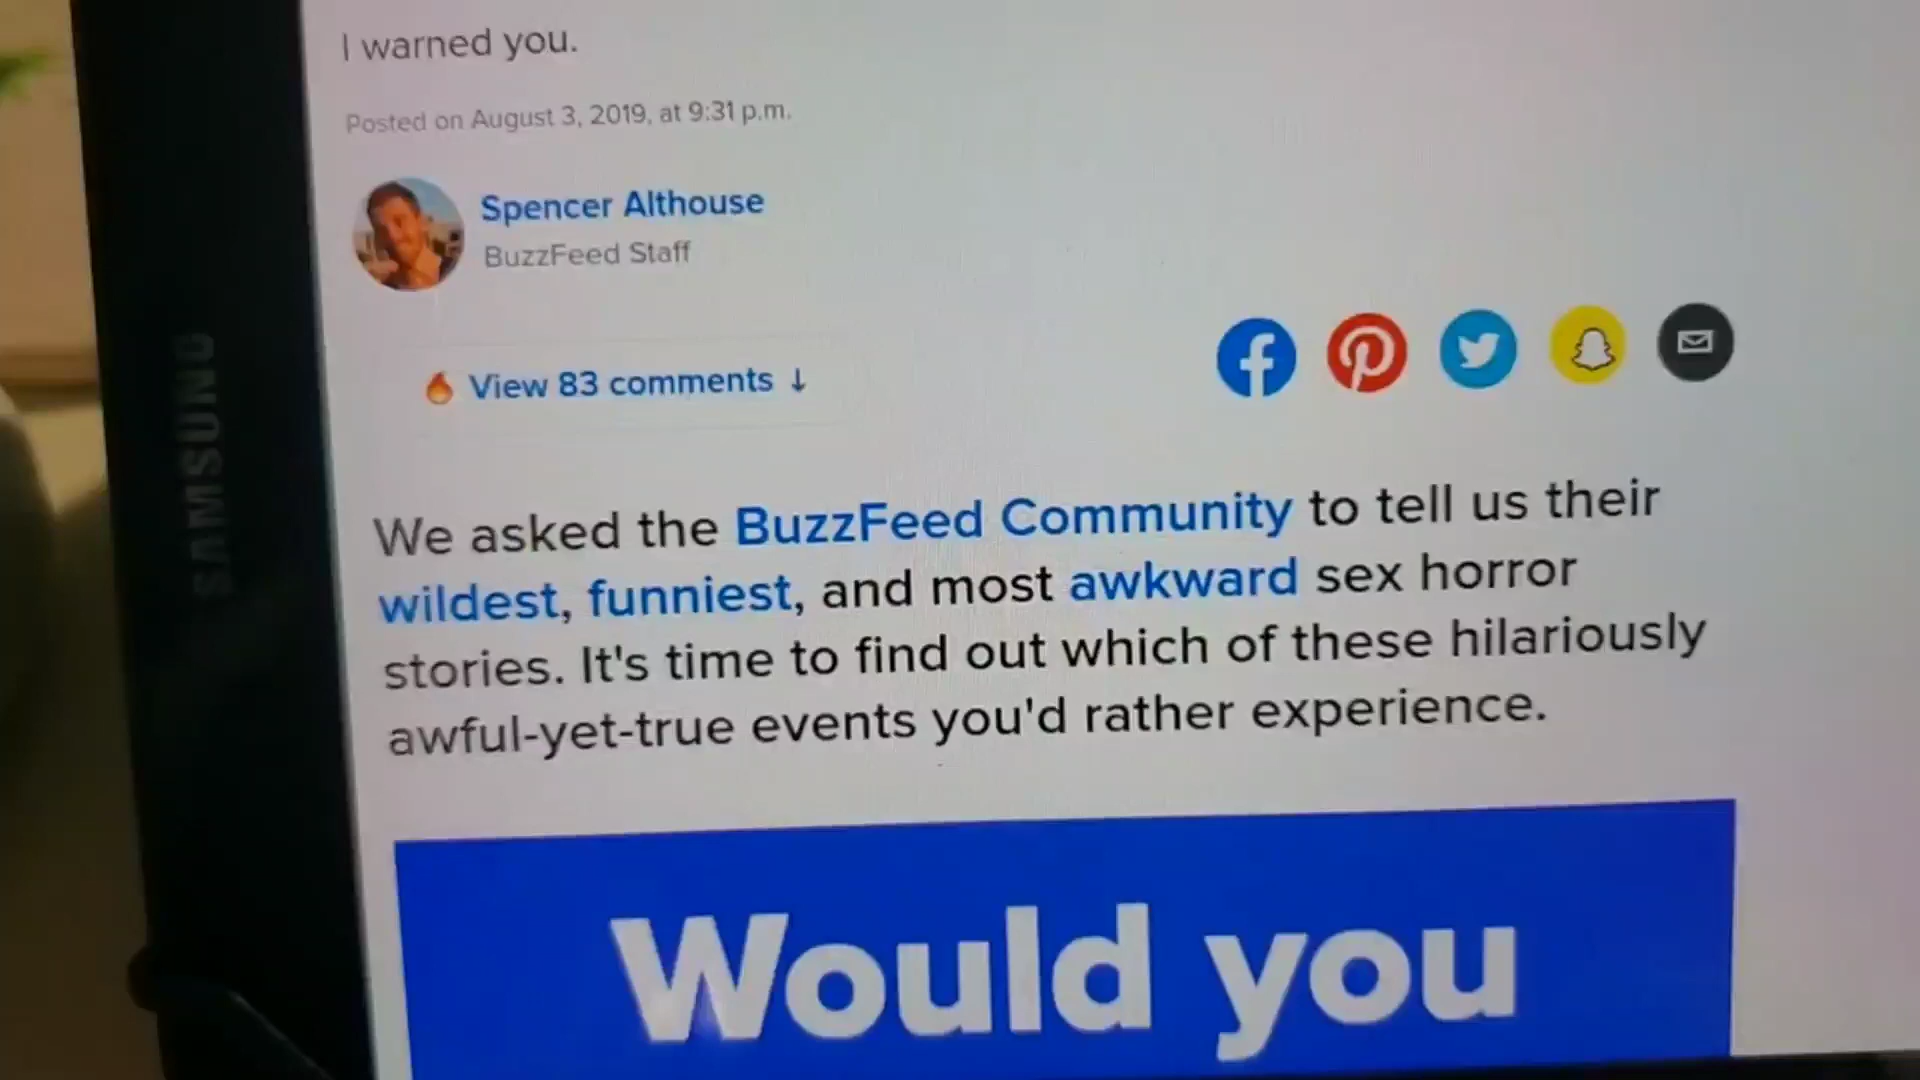 I warned you.
Posted on August 3, 2019, at 9:31 p.m.
Spencer Althouse
BuzzFeed Staff
View 83 comments ↓
SAMSUNG
We asked the BuzzFeed Community to tell us their
wildest, funniest, and most awkward sex horror
stories. It's time to find out which of these hilariously
awful-yet-true events you'd rather experience.
Would you